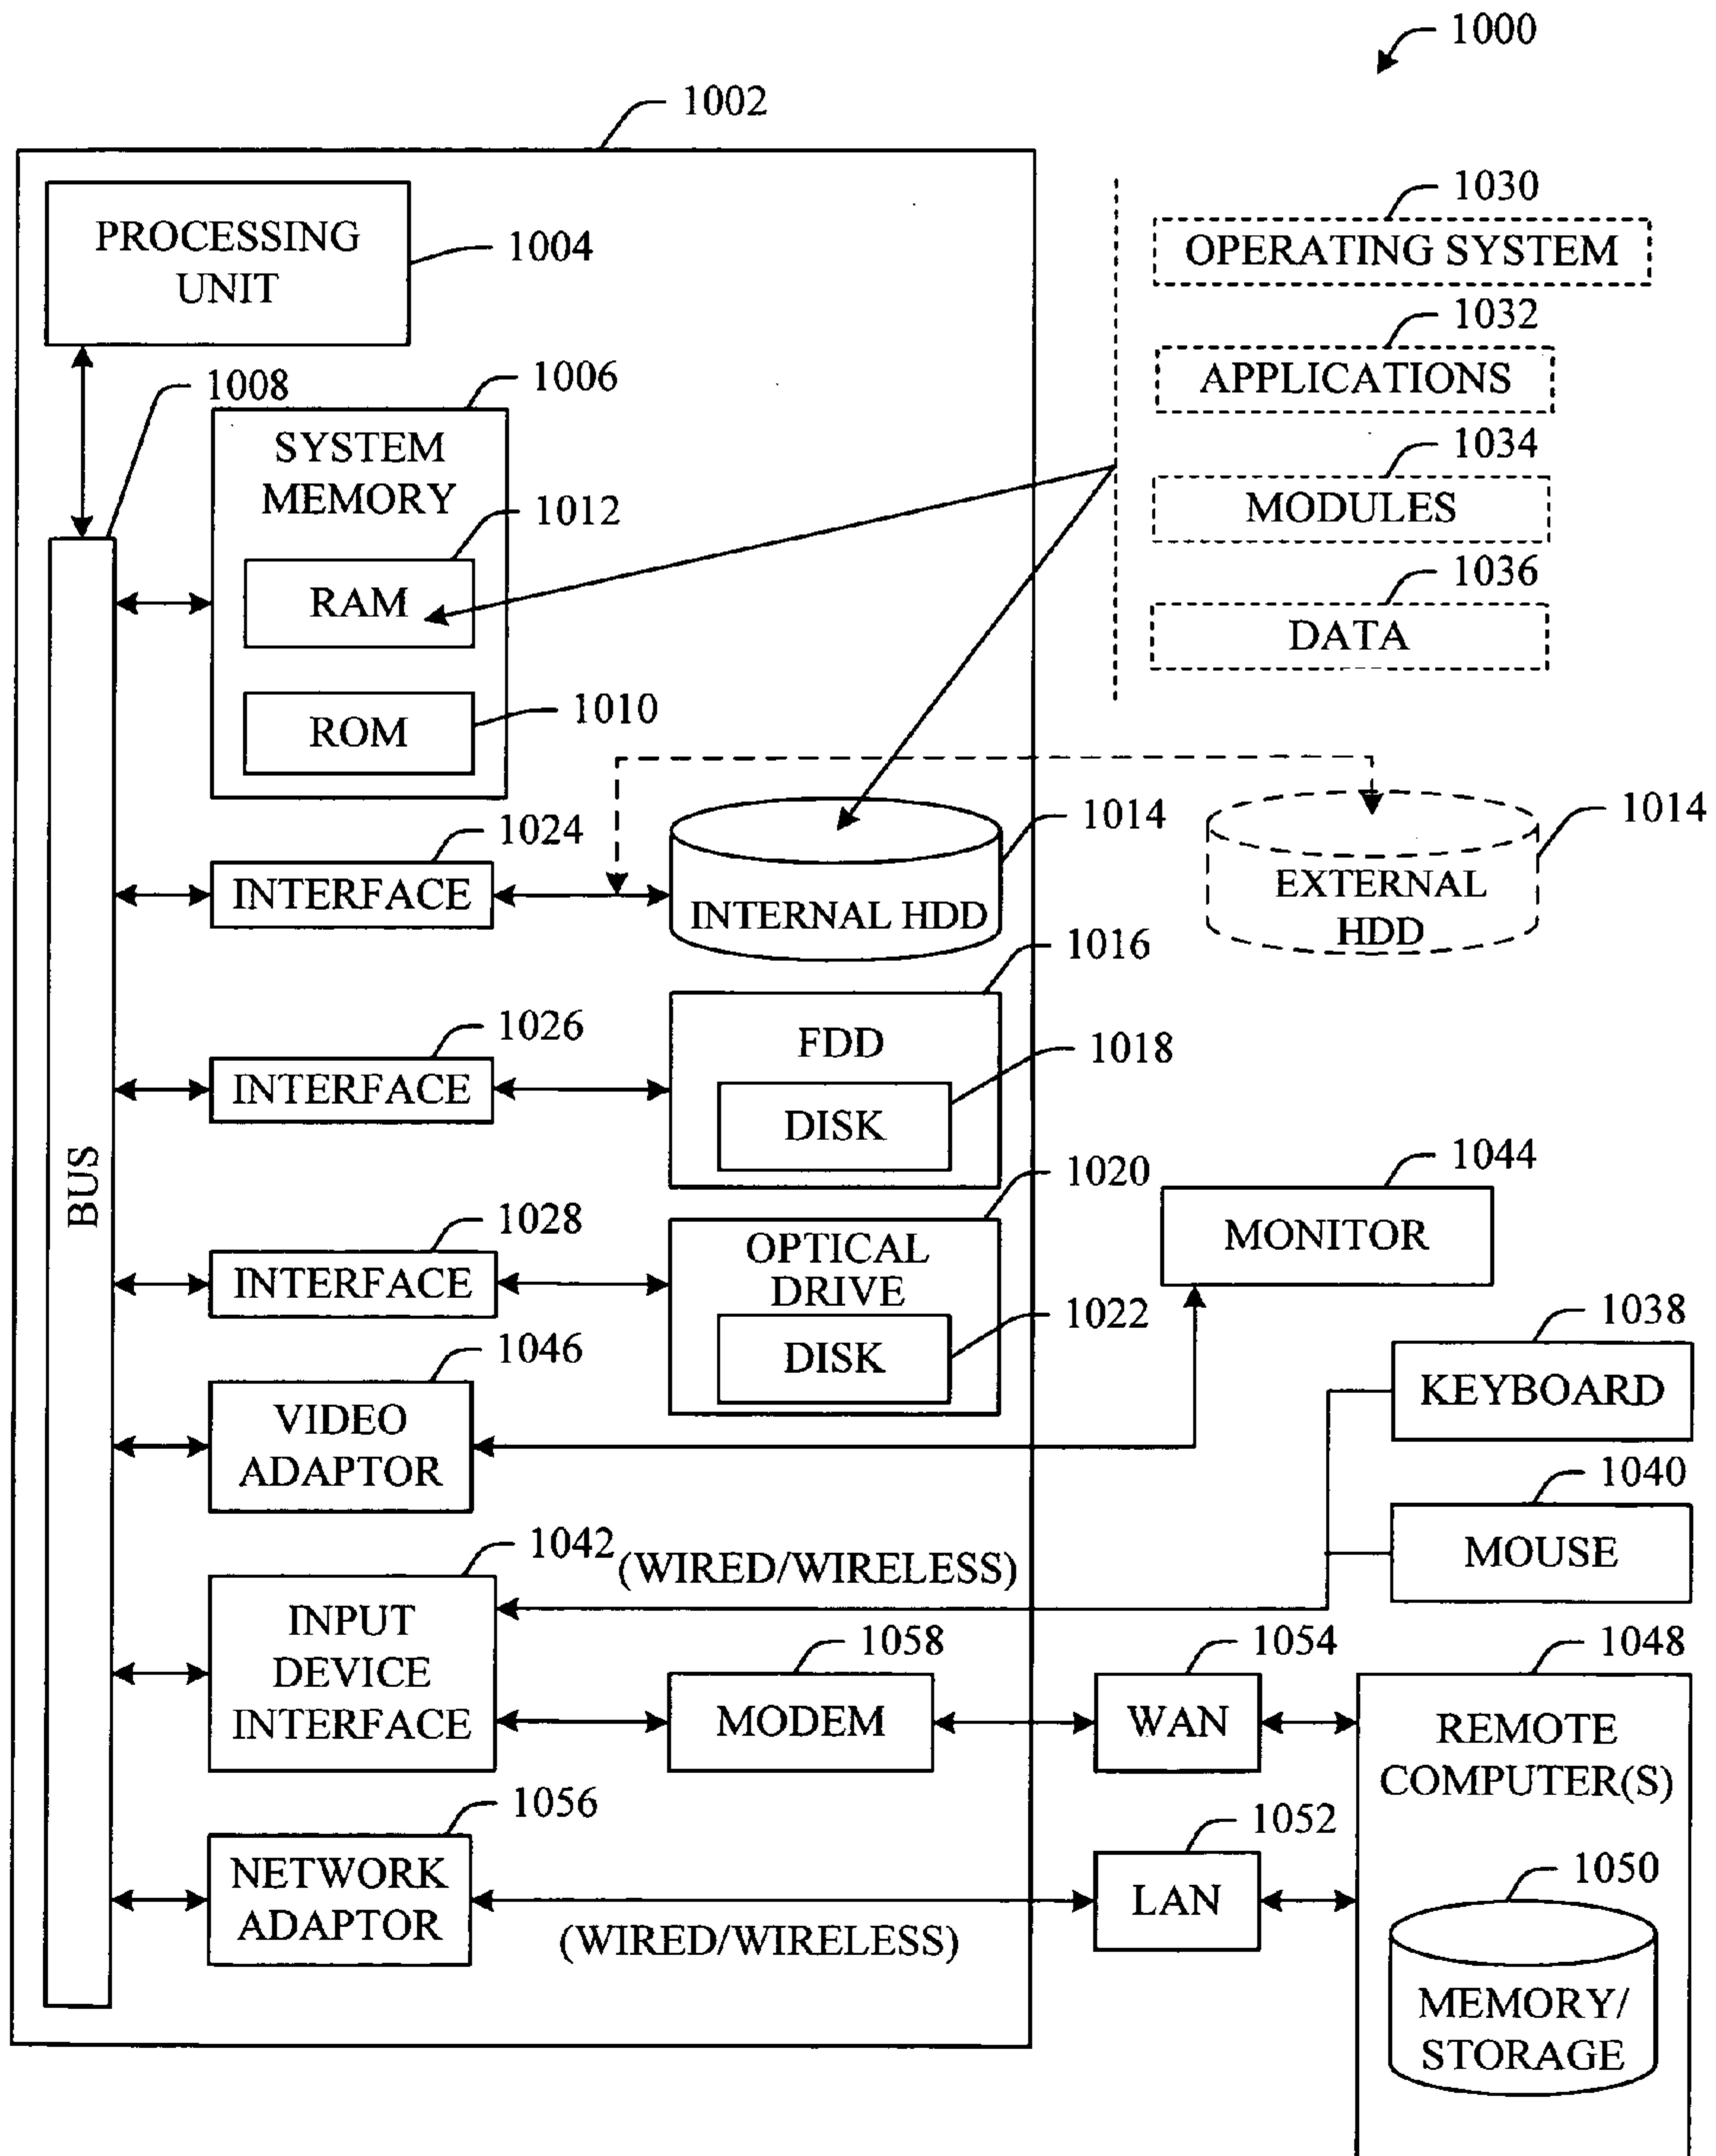 1000
1002
PROCESSING
UNIT
1004
1030
OPERATING SYSTEM
1032
APPLICATIONS
1034
MODULES
1036
DATA
1008
1006
SYSTEM
MEMORY
1012
RAM
1010
ROM
1024
INTERFACE
1014
INTERNAL HDD
1014
EXTERNAL
HDD
1016
FDD
1026
INTERFACE
1018
DISK
BUS
1020
OPTICAL
DRIVE
1028
INTERFACE
1022
DISK
1044
MONITOR
1046
VIDEO
ADAPTOR
1038
KEYBOARD
1040
MOUSE
1042
(WIRED/WIRELESS)
INPUT
DEVICE
INTERFACE
1058
MODEM
1054
WAN
1048
REMOTE
COMPUTER(S)
1056
NETWORK
ADAPTOR
(WIRED/WIRELESS)
1052
LAN
1050
MEMORY/
STORAGE